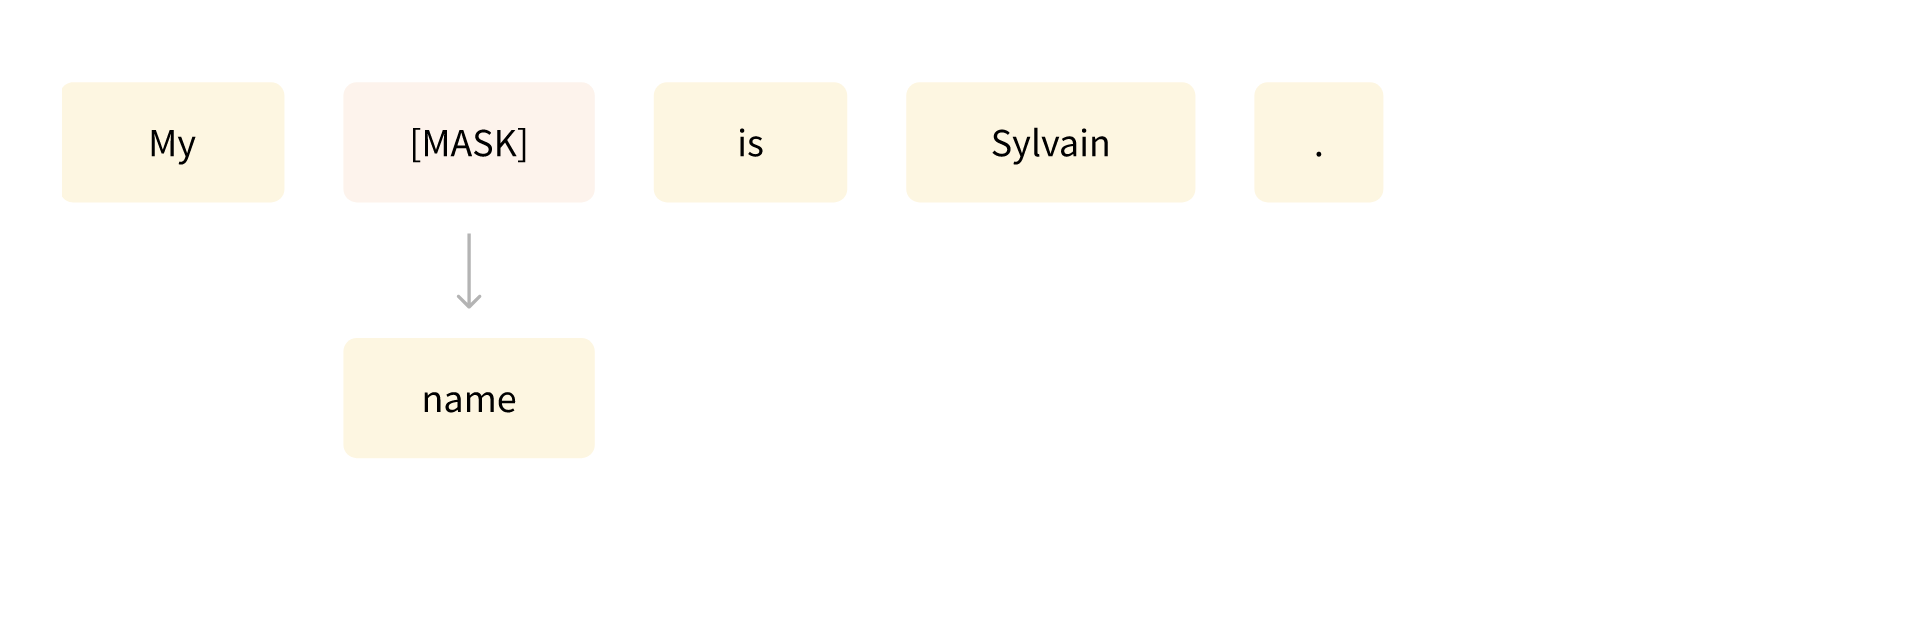 My [MASK] is Sylvain .
name